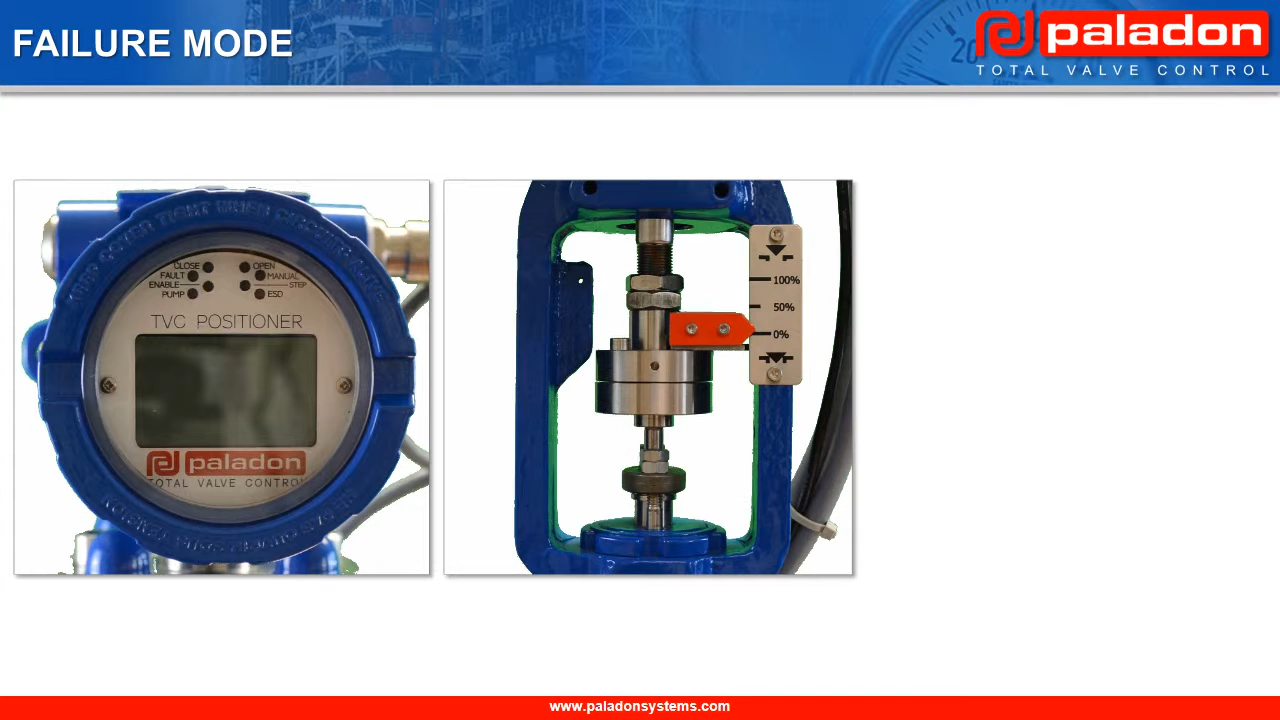 FAILURE MODE
paladon
TOTAL VALVE CONTROL
CLOSE OPEN
FAULT MANUAL
ENABLE STEP
PUMP ESD
TVC POSITIONER
paladon
TOTAL VALVE CONTROL
100%
50%
0%
www.paladonsystems.com